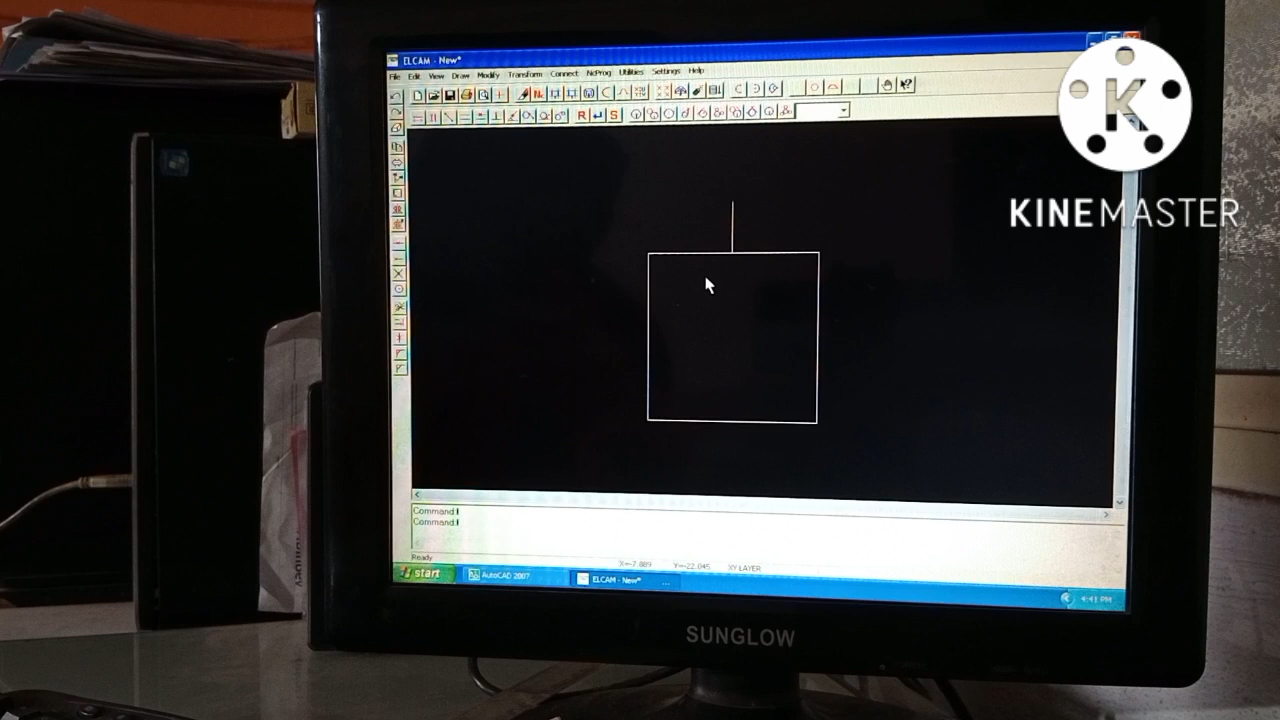 ELCAM - New*
File Edit View Draw Modify Transform Connect NcProg Utilities Settings Help
R S
K
KINEMASTER
Command:
Command:
Ready
X=-7.889 Y=-22.045 XY LAYER
start AutoCAD 2007 ELCAM - New* ... 4:41 PM
SUNGLOW